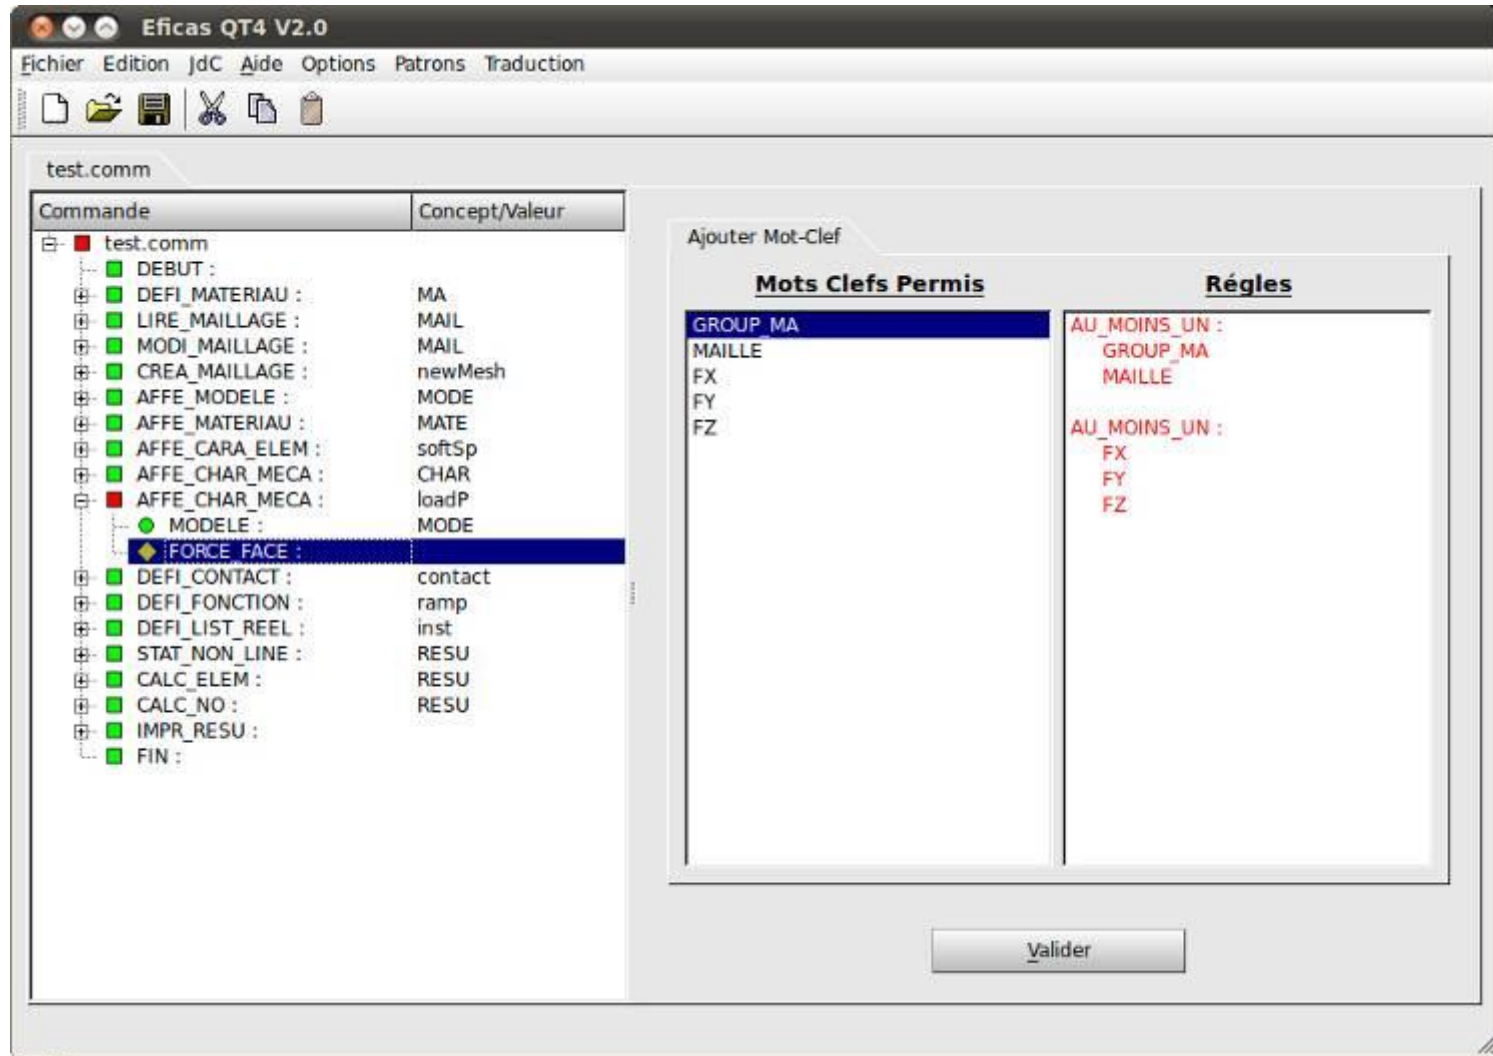 Eficas QT4 V2.0
Fichier Edition JdC Aide Options Patrons Traduction
test.comm
Commande Concept/Valeur
test.comm
DEBUT :
DEFI_MATERIAU : MA
LIRE_MAILLAGE : MAIL
MODI_MAILLAGE : MAIL
CREA_MAILLAGE : newMesh
AFFE_MODELE : MODE
AFFE_MATERIAU : MATE
AFFE_CARA_ELEM : softSp
AFFE_CHAR_MECA : CHAR
AFFE_CHAR_MECA : loadP
MODELE : MODE
FORCE_FACE :
DEFI_CONTACT : contact
DEFI_FONCTION : ramp
DEFI_LIST_REEL : inst
STAT_NON_LINE : RESU
CALC_ELEM : RESU
CALC_NO : RESU
IMPR_RESU :
FIN :
Ajouter Mot-Clef
Mots Clefs Permis
GROUP_MA
MAILLE
FX
FY
FZ
Régles
AU_MOINS_UN :
GROUP_MA
MAILLE
AU_MOINS_UN :
FX
FY
FZ
Valider